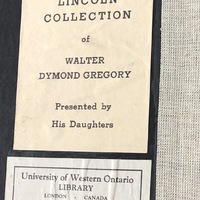 LINCOLN
COLLECTION
of
WALTER
DYMOND GREGORY
Presented by
His Daughters
University of Western Ontario
LIBRARY
LONDON - CANADA